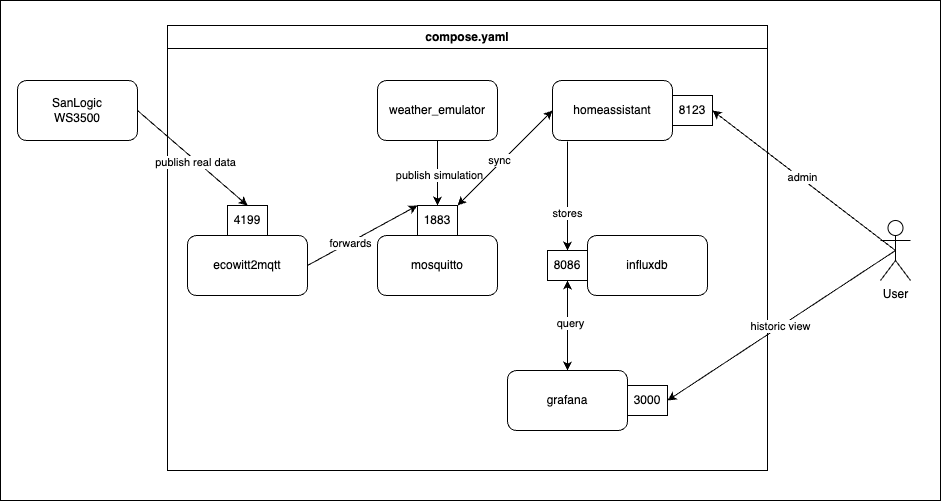 compose.yaml
SanLogic
WS3500
weather_emulator
homeassistant
8123
publish real data
publish simulation
sync
admin
4199
1883
stores
forwards
ecowitt2mqtt
mosquitto
8086
influxdb
User
query
historic view
grafana
3000